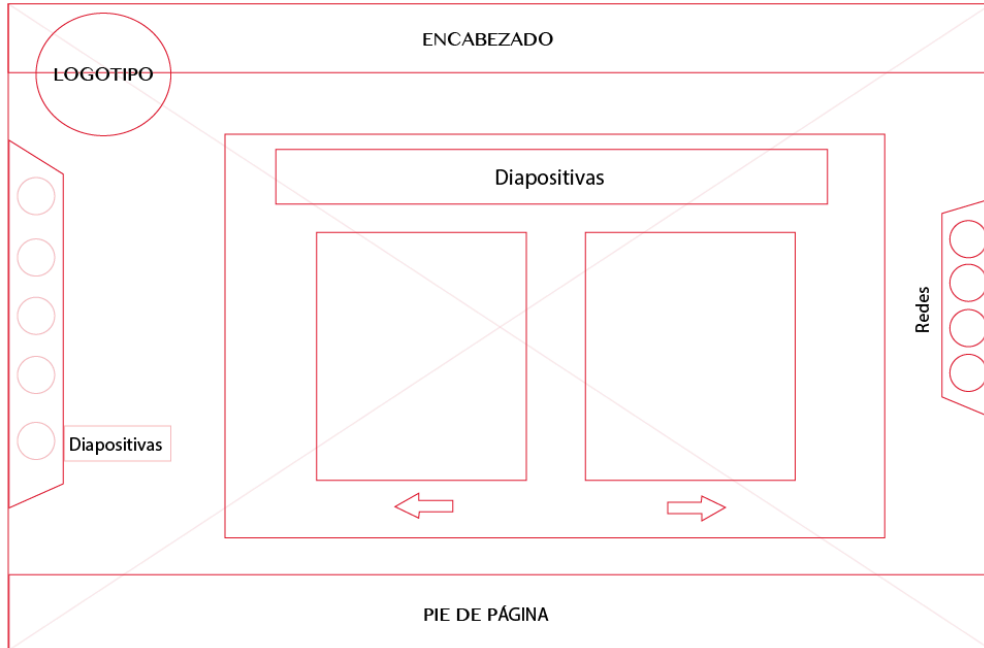 ENCABEZADO
LOGOTIPO
Diapositivas
Redes
Diapositivas
PIE DE PÁGINA